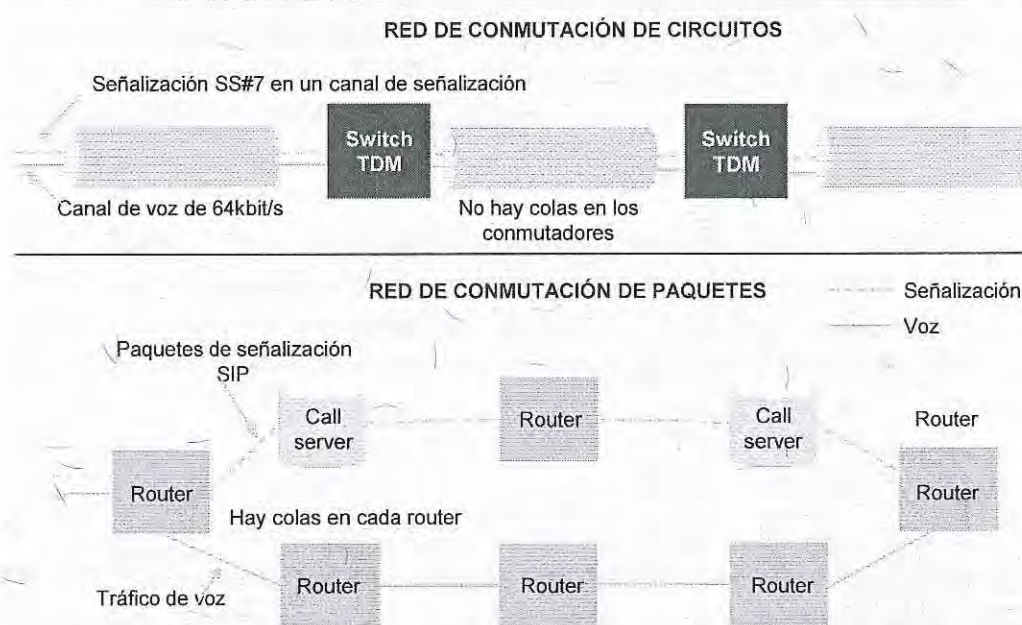 RED DE CONMUTACIÓN DE CIRCUITOS
Señalización SS#7 en un canal de señalización
Switch
TDM
Switch
TDM
Canal de voz de 64kbit/s
No hay colas en los
conmutadores
RED DE CONMUTACIÓN DE PAQUETES
Señalización
Voz
Paquetes de señalización
SIP
Call
server
Router
Call
server
Router
Router
Router
Hay colas en cada router
Router
Router
Router
Tráfico de voz